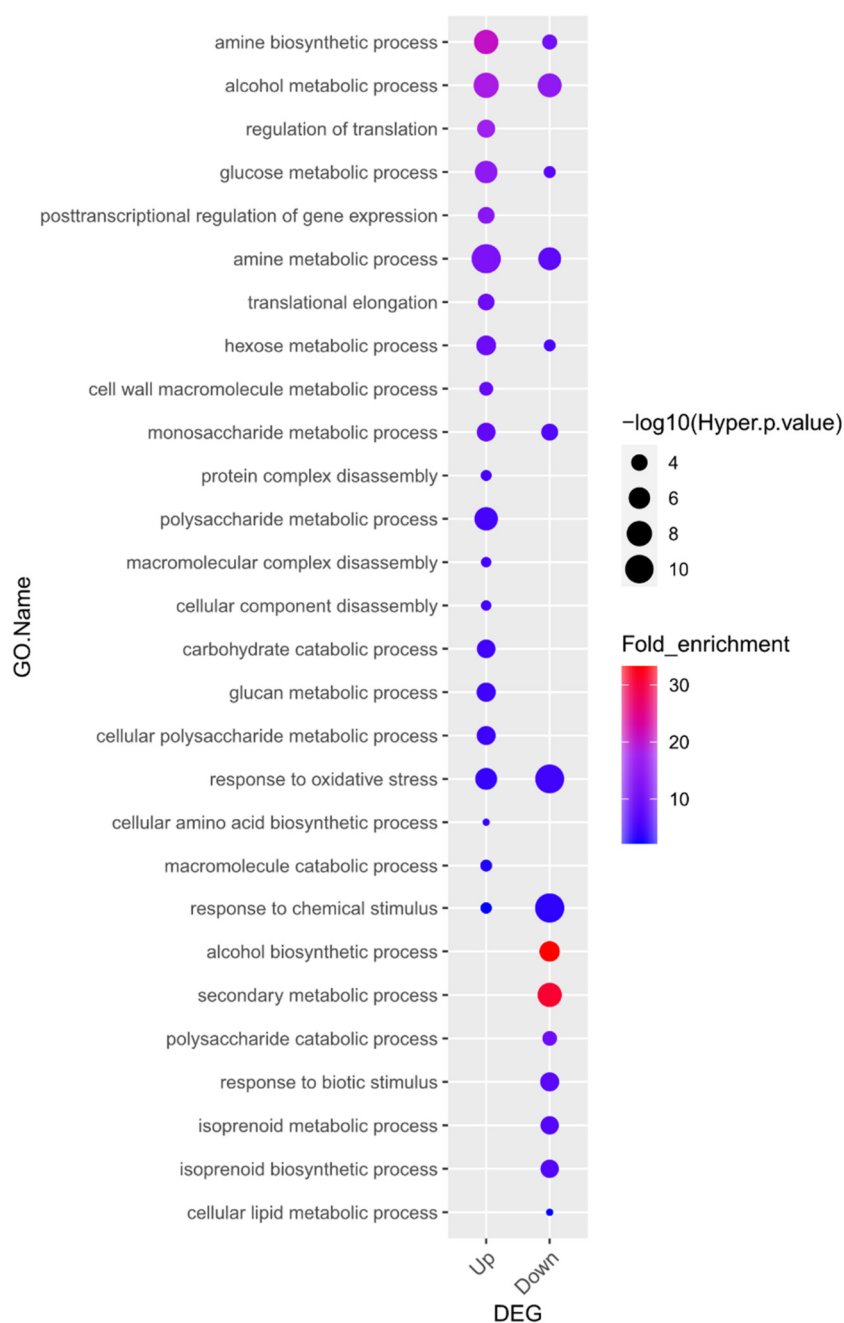 amine biosynthetic process
alcohol metabolic process
regulation of translation
glucose metabolic process
posttranscriptional regulation of gene expression
amine metabolic process
translational elongation
hexose metabolic process
cell wall macromolecule metabolic process
monosaccharide metabolic process
protein complex disassembly
polysaccharide metabolic process
macromolecular complex disassembly
cellular component disassembly
carbohydrate catabolic process
glucan metabolic process
cellular polysaccharide metabolic process
response to oxidative stress
cellular amino acid biosynthetic process
macromolecule catabolic process
response to chemical stimulus
alcohol biosynthetic process
secondary metabolic process
polysaccharide catabolic process
response to biotic stimulus
isoprenoid metabolic process
isoprenoid biosynthetic process
cellular lipid metabolic process
GO.Name
Up
Down
DEG
−log10(Hyper.p.value)
4
6
8
10
Fold_enrichment
30
20
10